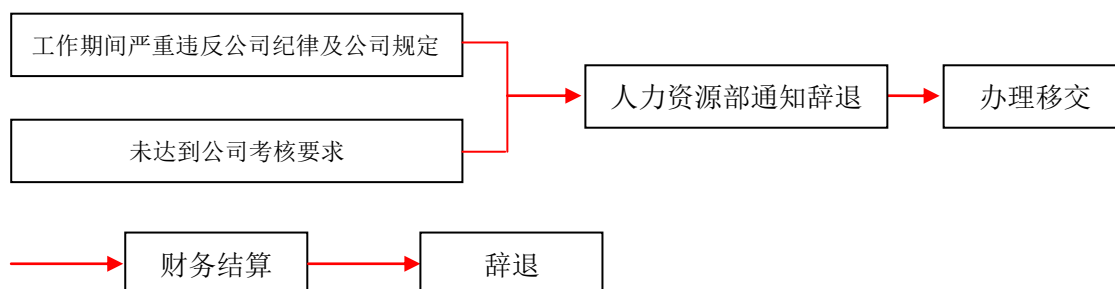 工作期间严重违反公司纪律及公司规定
未达到公司考核要求
人力资源部通知辞退
办理移交
财务结算
辞退